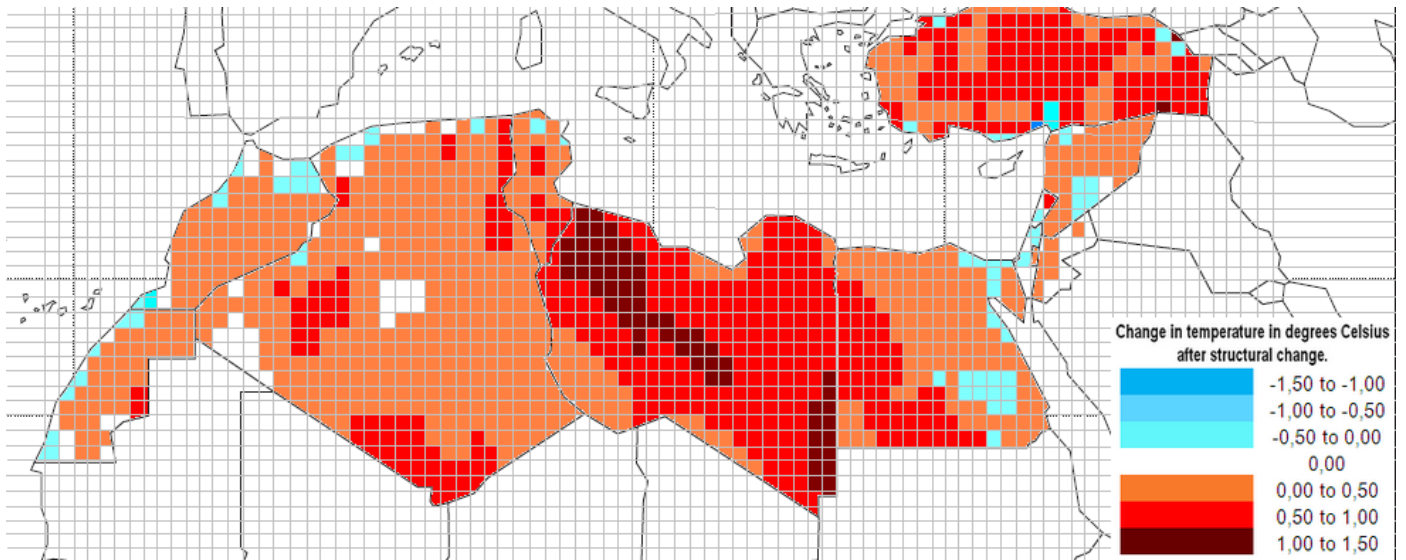 Change in temperature in degrees Celsius
after structural change.
-1,50 to -1,00
-1,00 to -0,50
-0,50 to 0,00
0,00
0,00 to 0,50
0,50 to 1,00
1,00 to 1,50